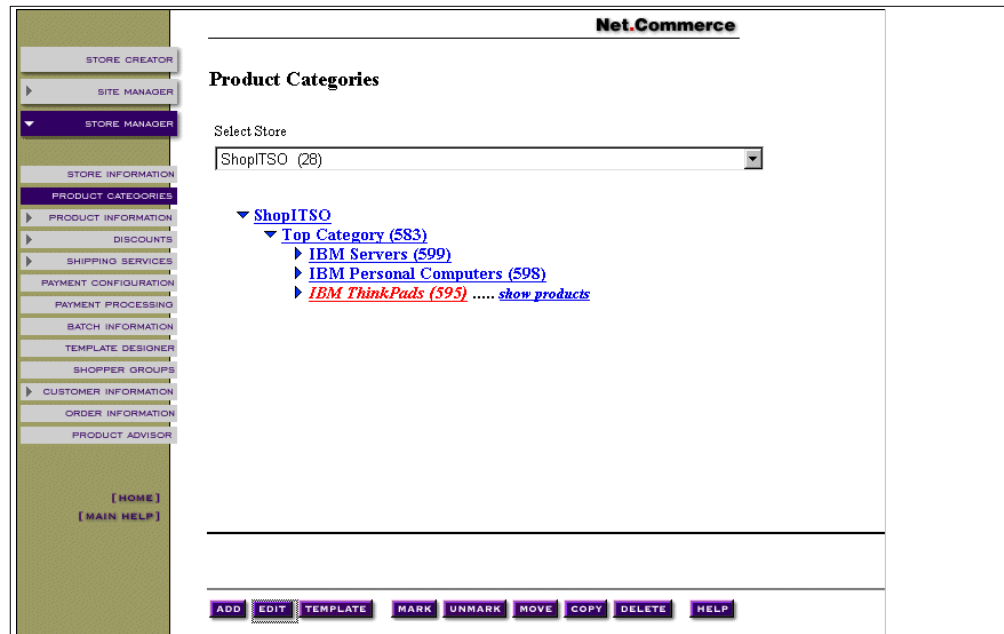 Net.Commerce
STORE CREATOR
SITE MANAGER
STORE MANAGER
STORE INFORMATION
PRODUCT CATEGORIES
PRODUCT INFORMATION
DISCOUNTS
SHIPPING SERVICES
PAYMENT CONFIGURATION
PAYMENT PROCESSING
BATCH INFORMATION
TEMPLATE DESIGNER
SHOPPER GROUPS
CUSTOMER INFORMATION
ORDER INFORMATION
PRODUCT ADVISOR
[HOME]
[MAIN HELP]
Product Categories
Select Store
ShopITSO (28)
ShopITSO
Top Category (583)
IBM Servers (599)
IBM Personal Computers (598)
IBM ThinkPads (595) ..... show products
ADD EDIT TEMPLATE MARK UNMARK MOVE COPY DELETE HELP